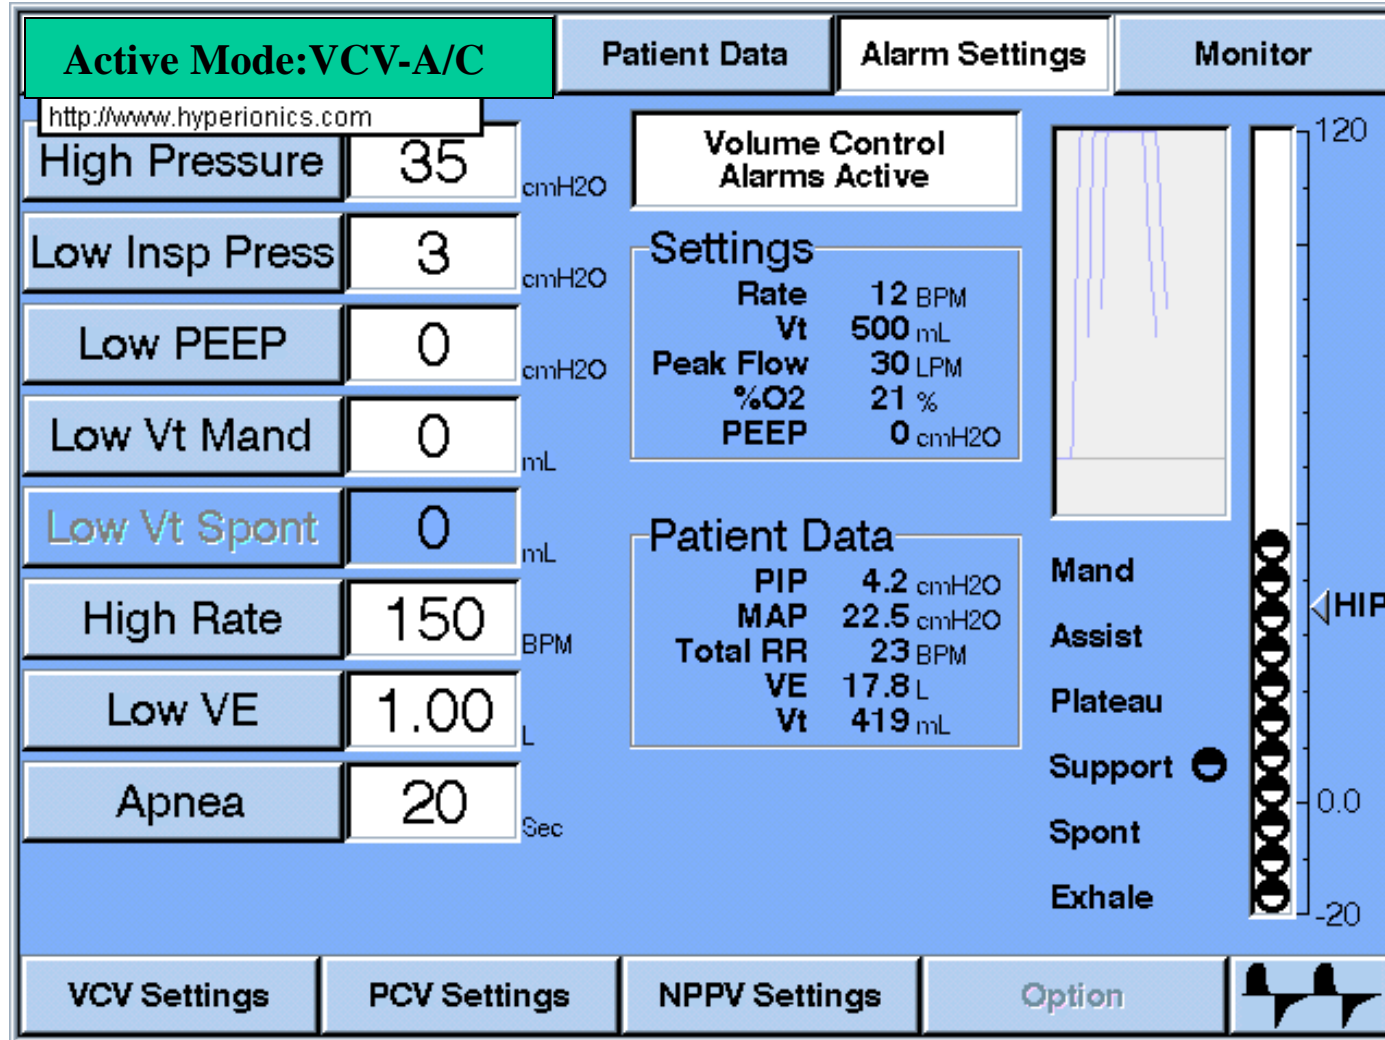 Active Mode:VCV-A/C
Patient Data
Alarm Settings
Monitor
http://www.hyperionics.com
High Pressure 35 cmH2O
Low Insp Press 3 cmH2O
Low PEEP 0 cmH2O
Low Vt Mand 0 mL
Low Vt Spont 0 mL
High Rate 150 BPM
Low VE 1.00 L
Apnea 20 Sec
Volume Control
Alarms Active
Settings
Rate 12 BPM
Vt 500 mL
Peak Flow 30 LPM
%O2 21 %
PEEP 0 cmH2O
Patient Data
PIP 4.2 cmH2O
MAP 22.5 cmH2O
Total RR 23 BPM
VE 17.8 L
Vt 419 mL
Mand
Assist
Plateau
Support
Spont
Exhale
120
HIP
0.0
-20
VCV Settings
PCV Settings
NPPV Settings
Option